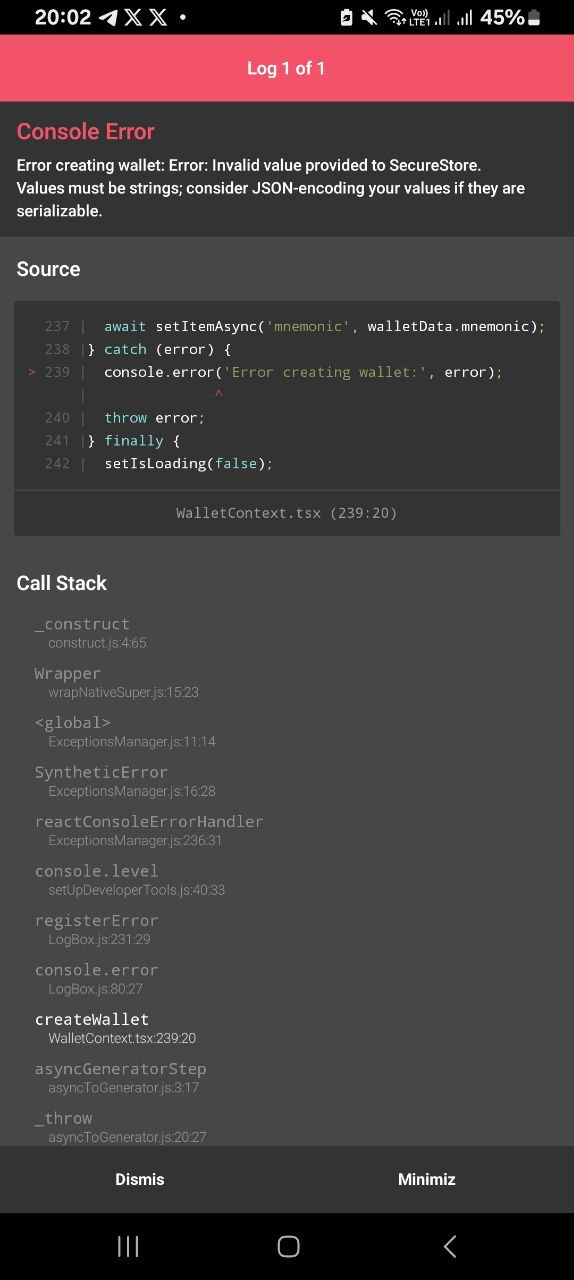 20:02 Vo)) LTE1 45%
Log 1 of 1
Console Error
Error creating wallet: Error: Invalid value provided to SecureStore.
Values must be strings; consider JSON-encoding your values if they are
serializable.
Source
237 | await setItemAsync('mnemonic', walletData.mnemonic);
238 |} catch (error) {
> 239 | console.error('Error creating wallet:', error);
| ^
240 | throw error;
241 |} finally {
242 | setIsLoading(false);
WalletContext.tsx (239:20)
Call Stack
_construct
construct.js:4:65
Wrapper
wrapNativeSuper.js:15:23
<global>
ExceptionsManager.js:11:14
SyntheticError
ExceptionsManager.js:16:28
reactConsoleErrorHandler
ExceptionsManager.js:236:31
console.level
setUpDeveloperTools.js:40:33
registerError
LogBox.js:231:29
console.error
LogBox.js:80:27
createWallet
WalletContext.tsx:239:20
asyncGeneratorStep
asyncToGenerator.js:3:17
_throw
asyncToGenerator.js:20:27
Dismis Minimiz